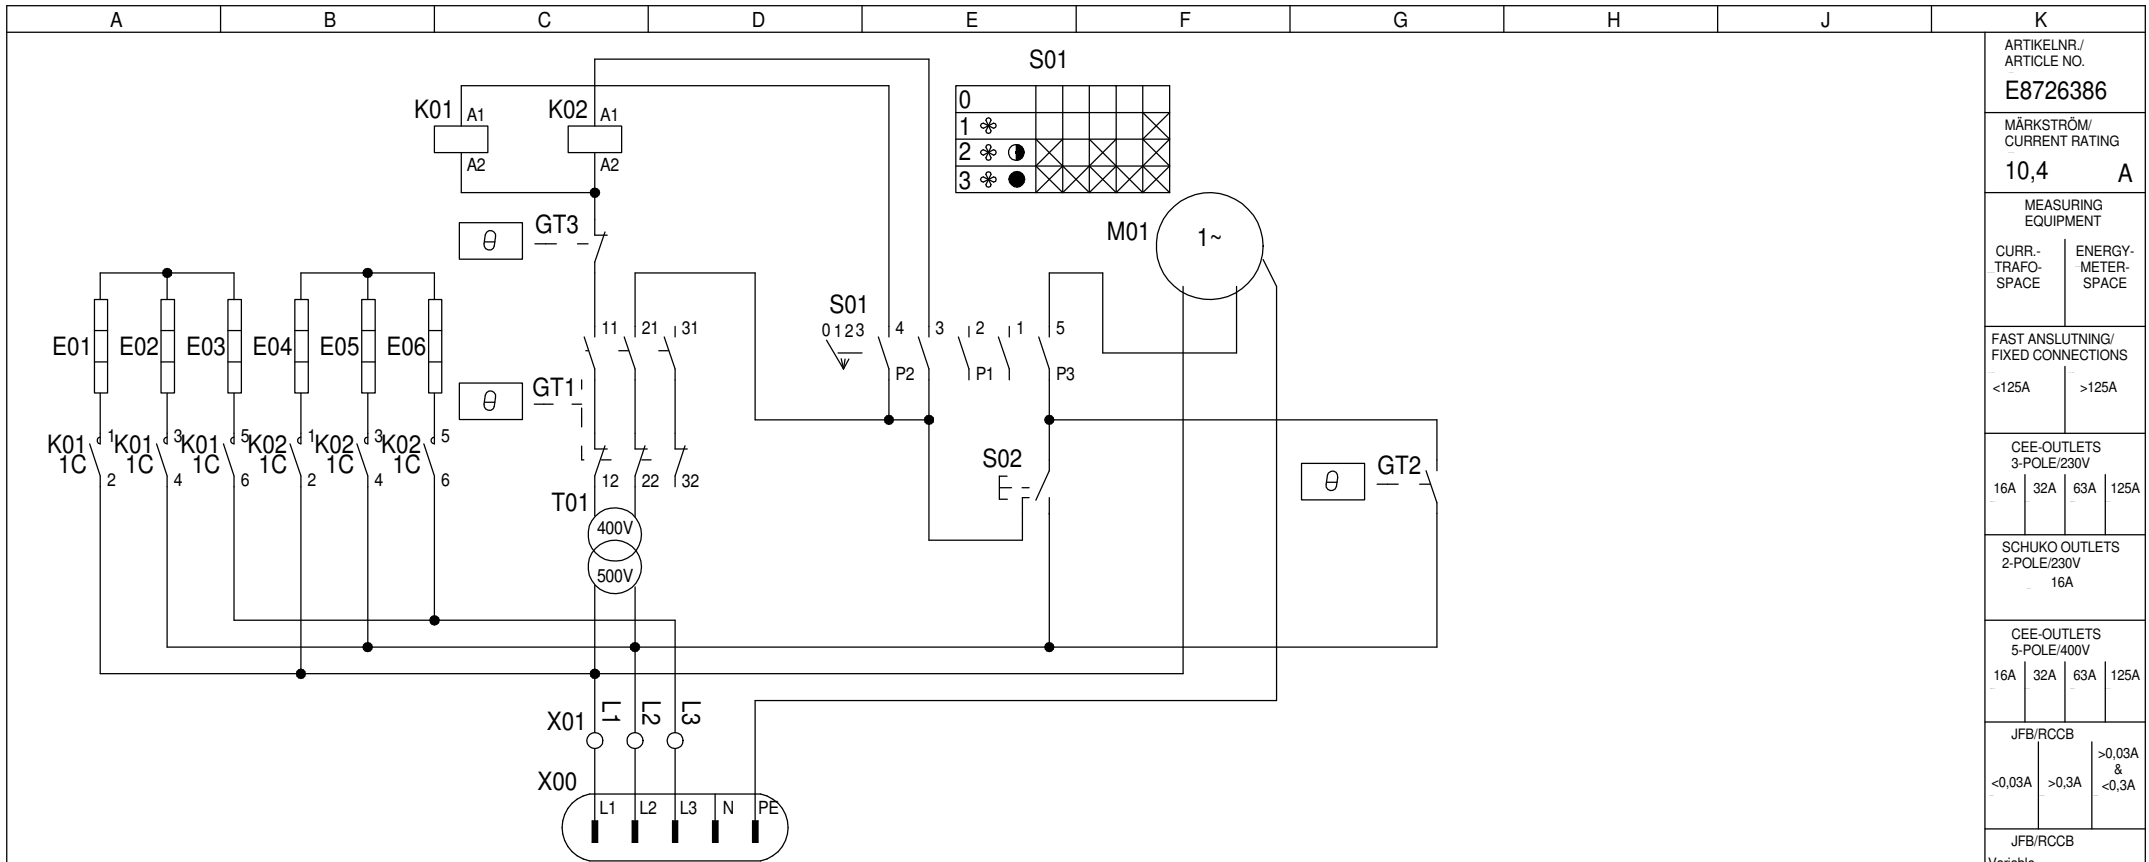 A B C D E F G H J K
S01
K01 A1 K02 A1
A2 A2
0
1
2
3
GT3
θ
M01 1~
S01
0 1 2 3
11 21 31
4 3 2 1 5
P2 P1 P3
E01 E02 E03 E04 E05 E06
GT1
θ
K01 1 K01 3 K01 5 K02 1 K02 3 K02 5
1C 1C 1C 1C 1C 1C
2 4 6 2 4 6
12 22 32
S02
GT2
θ
T01
400V
500V
X01 L1 L2 L3
X00
L1 L2 L3 N PE
ARTIKELNR./
ARTICLE NO.
E8726386
MÄRKSTRÖM/
CURRENT RATING
10,4 A
MEASURING
EQUIPMENT
CURR.-
TRAFO-
SPACE
ENERGY-
METER-
SPACE
FAST ANSLUTNING/
FIXED CONNECTIONS
<125A >125A
CEE-OUTLETS
3-POLE/230V
16A 32A 63A 125A
SCHUKO OUTLETS
2-POLE/230V
16A
CEE-OUTLETS
5-POLE/400V
16A 32A 63A 125A
JFB/RCCB
<0,03A >0,3A
>0,03A
&
<0,3A
JFB/RCCB